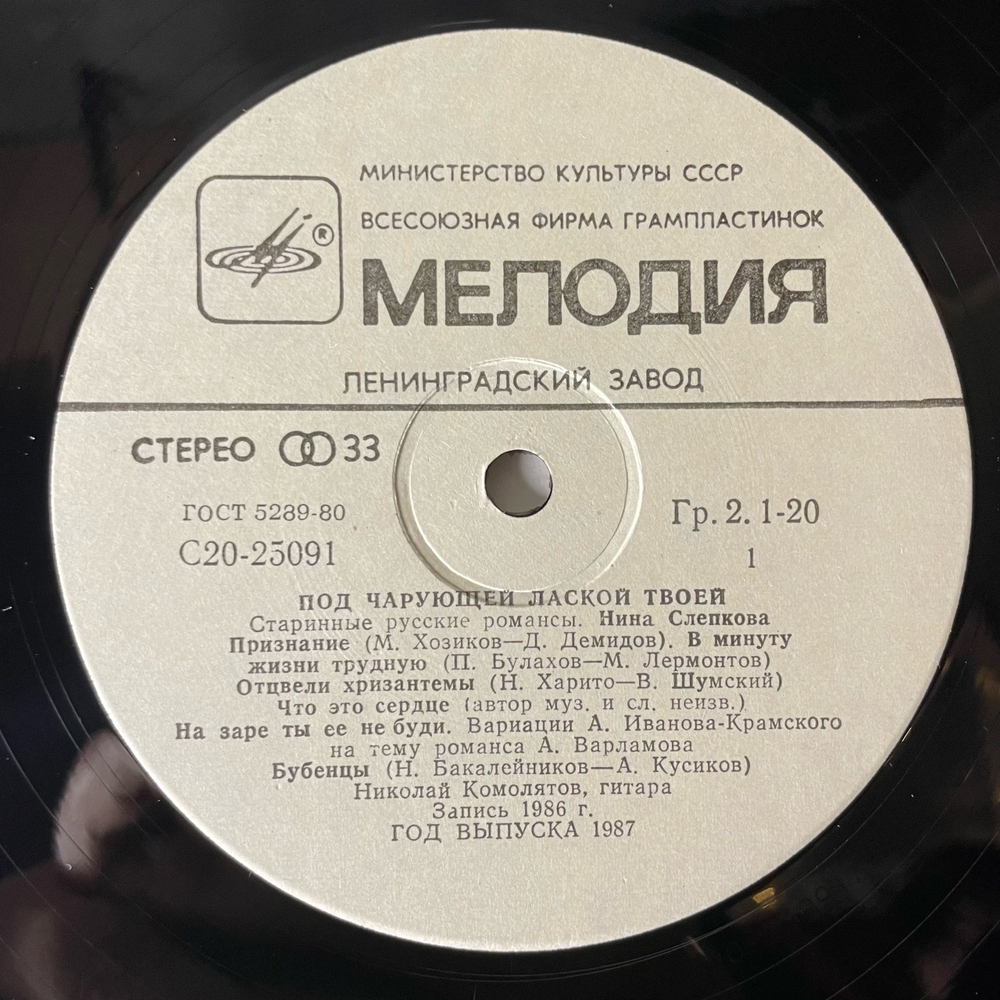 МИНИСТЕРСТВО КУЛЬТУРЫ СССР
ВСЕСОЮЗНАЯ ФИРМА ГРАМПЛАСТИНОК
®
МЕЛОДИЯ
ЛЕНИНГРАДСКИЙ ЗАВОД
СТЕРЕО 33
ГОСТ 5289-80
Гр. 2. 1-20
С20-25091
1
ПОД ЧАРУЮЩЕЙ ЛАСКОЙ ТВОЕЙ
Старинные русские романсы. Нина Слепкова
Признание (М. Хозиков—Д. Демидов). В минуту
жизни трудную (П. Булахов—М. Лермонтов)
Отцвели хризантемы (Н. Харито—В. Шумский)
Что это сердце (автор муз. и сл. неизв.)
На заре ты ее не буди. Вариации А. Иванова-Крамского
на тему романса А. Варламова
Бубенцы (Н. Бакалейников—А. Кусиков)
Николай Комолятов, гитара
Запись 1986 г.
ГОД ВЫПУСКА 1987